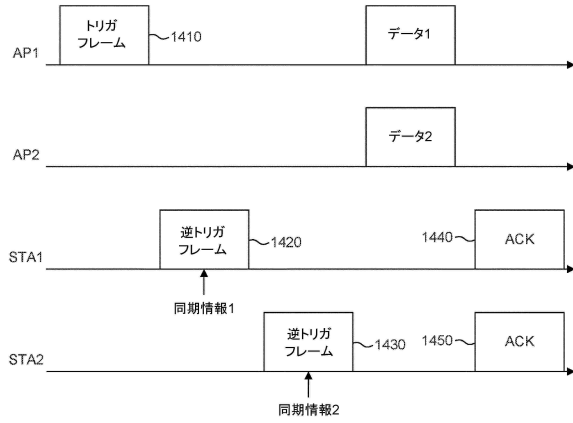 トリガ
フレーム
1410
データ1
AP1
データ2
AP2
逆トリガ
フレーム
1420
1440
ACK
STA1
同期情報1
逆トリガ
フレーム
1430
1450
ACK
STA2
同期情報2